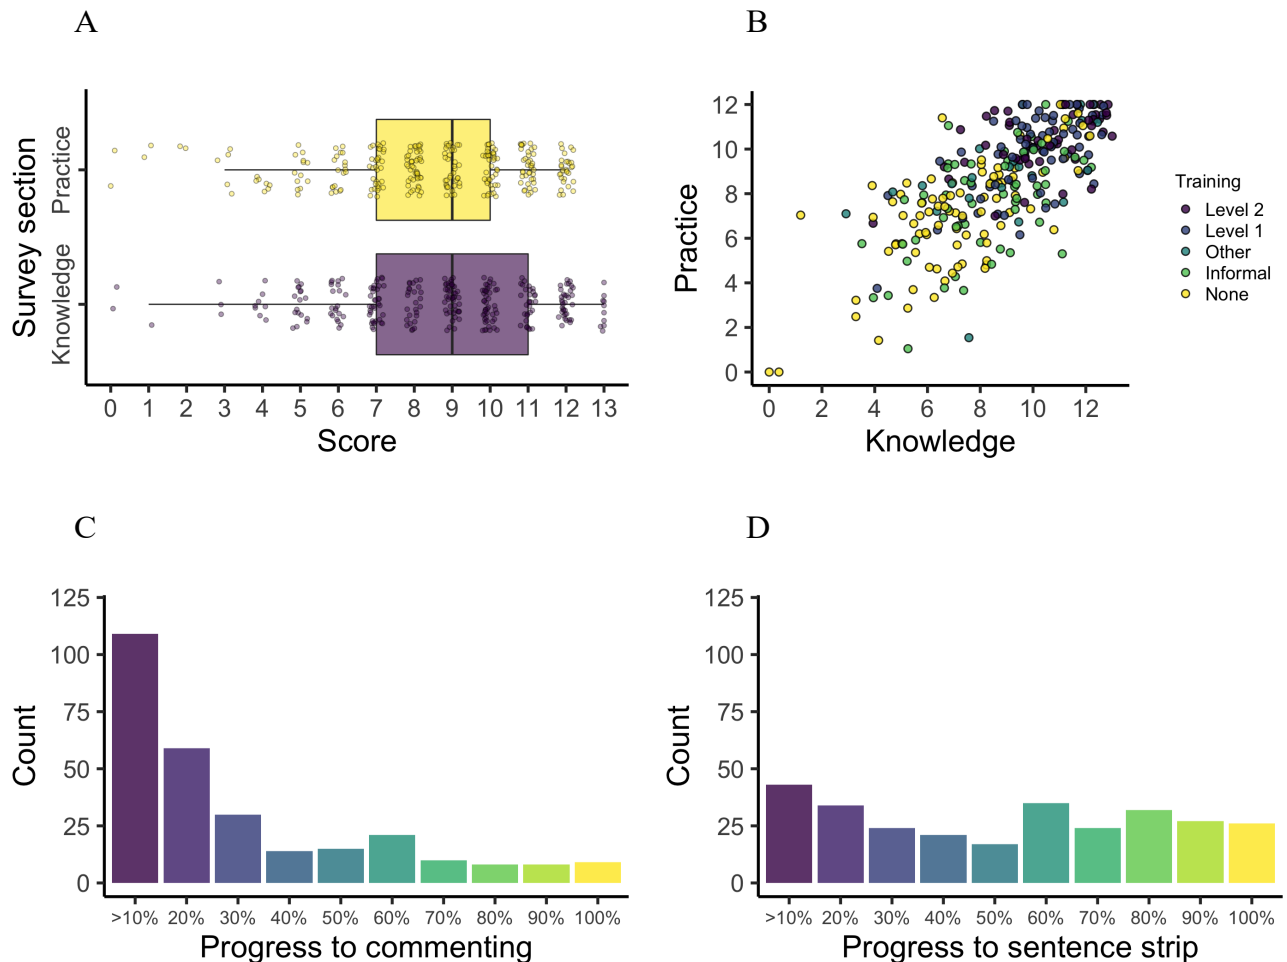 A
Survey section
Practice
Knowledge
0 1 2 3 4 5 6 7 8 9 10 11 12 13
Score
B
Practice
12
10
8
6
4
2
0
0 2 4 6 8 10 12
Knowledge
Training
Level 2
Level 1
Other
Informal
None
C
Count
125
100
75
50
25
0
>10% 20% 30% 40% 50% 60% 70% 80% 90% 100%
Progress to commenting
D
Count
125
100
75
50
25
0
>10% 20% 30% 40% 50% 60% 70% 80% 90% 100%
Progress to sentence strip